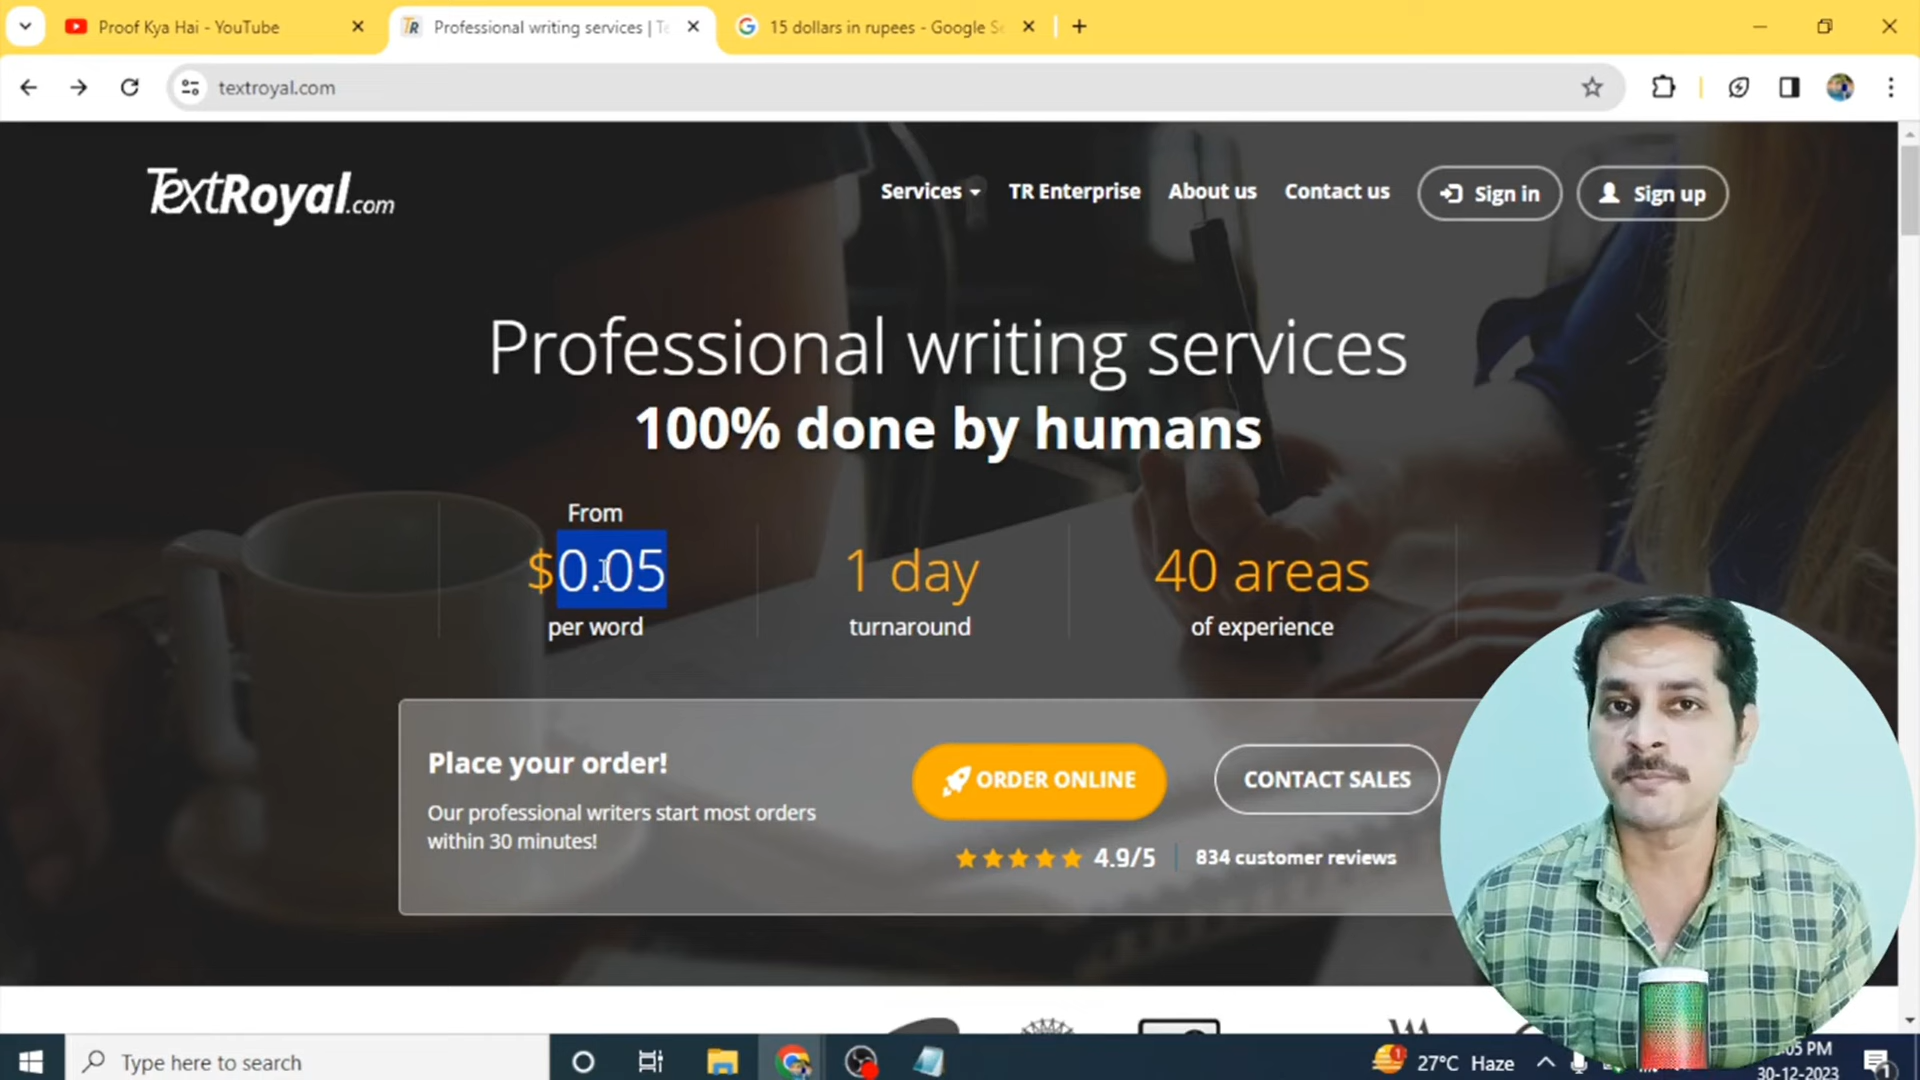 Proof Kya Hai - YouTube
Professional writing services |
15 dollars in rupees - Google Se
textroyal.com
TextRoyal.com
Services
TR Enterprise
About us
Contact us
Sign in
Sign up
Professional writing services
100% done by humans
From
$0.05
per word
1 day
turnaround
40 areas
of experience
Place your order!
Our professional writers start most orders
within 30 minutes!
ORDER ONLINE
CONTACT SALES
4.9/5
834 customer reviews
Type here to search
27°C Haze
:05 PM
30-12-2023